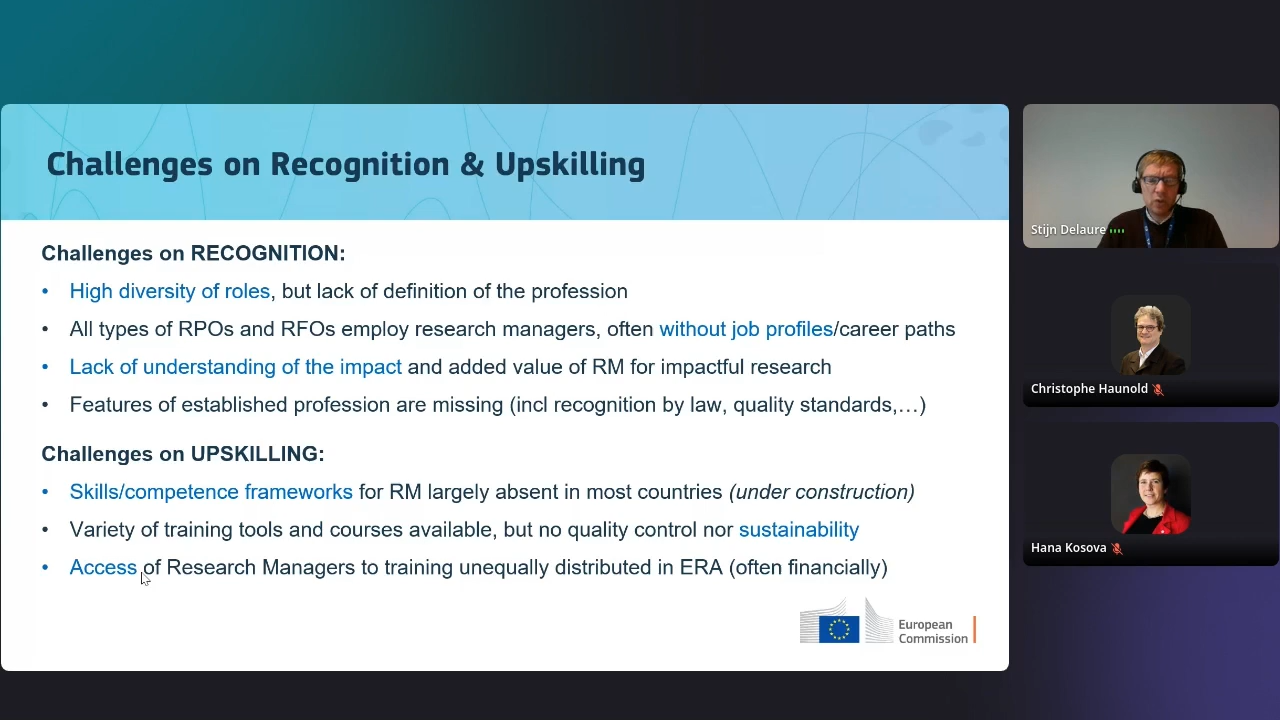 Challenges on Recognition & Upskilling
Challenges on RECOGNITION:
• High diversity of roles, but lack of definition of the profession
• All types of RPOs and RFOs employ research managers, often without job profiles/career paths
• Lack of understanding of the impact and added value of RM for impactful research
• Features of established profession are missing (incl recognition by law, quality standards,…)
Challenges on UPSKILLING:
• Skills/competence frameworks for RM largely absent in most countries (under construction)
• Variety of training tools and courses available, but no quality control nor sustainability
• Access of Research Managers to training unequally distributed in ERA (often financially)
European
Commission
Stijn Delaure
Christophe Haunold
Hana Kosova